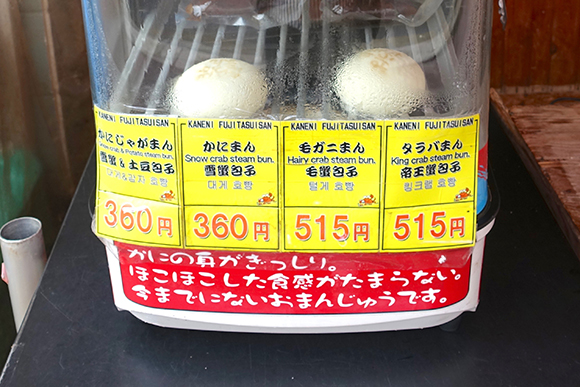 KANENI FUJITASUISAN
かにじゃがまん
Snow crab & Potato steam bun.
雪蟹&土豆包子
대게&감자 호빵
360円
KANENI FUJITASUISAN
かにまん
Snow crab steam bun.
雪蟹包子
대게 호빵
360円
KANENI FUJITASUISAN
毛ガニまん
Hairy crab steam bun.
毛蟹包子
털게 호빵
515円
KANENI FUJITASUISAN
タラバまん
King crab steam bun.
帝王蟹包子
킹크랩 호빵
515円
かにの身がぎっしり。
ほこほこした食感がたまらない。
今までにないおまんじゅうです。